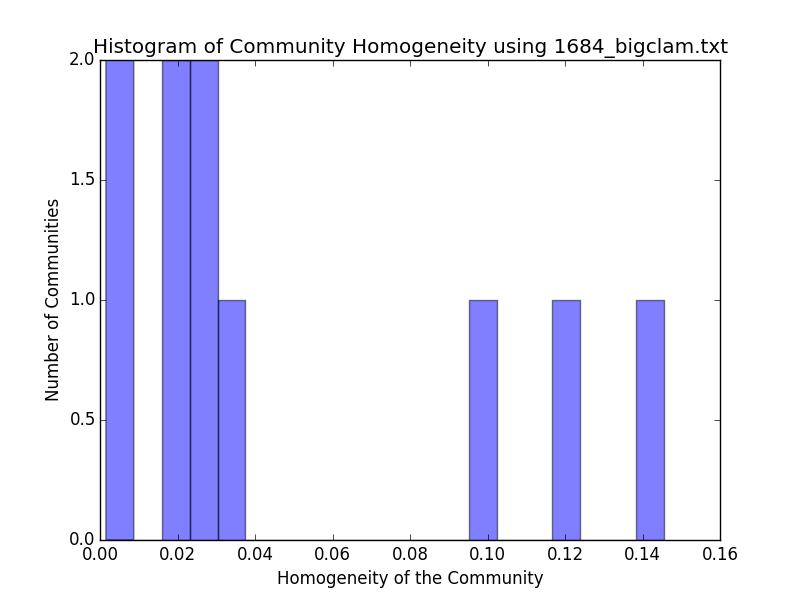 Histogram of Community Homogeneity using 1684_bigclam.txt
2.0
1.5
1.0
0.5
0.0
Number of Communities
0.00 0.02 0.04 0.06 0.08 0.10 0.12 0.14 0.16
Homogeneity of the Community